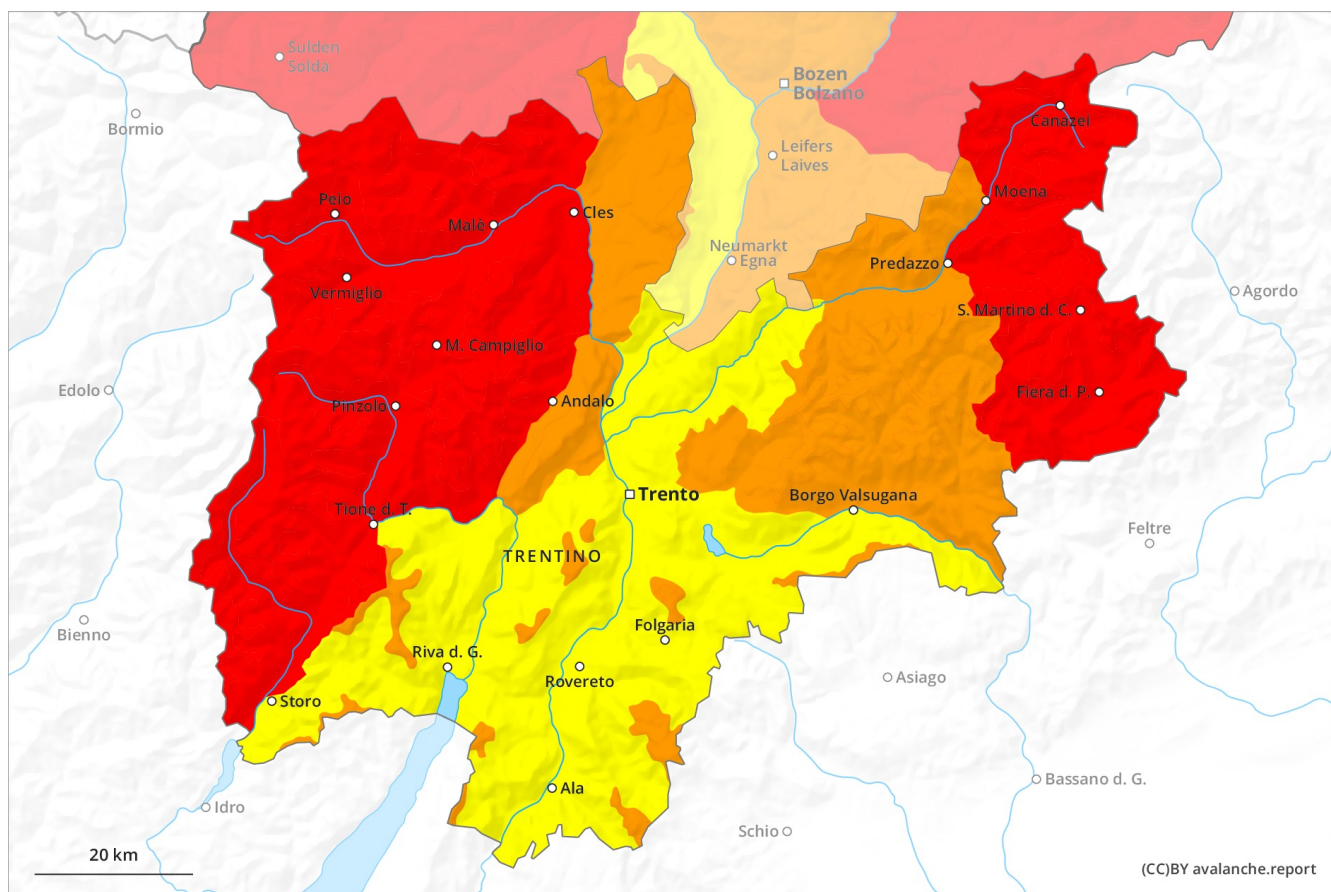 Sulden
Solda
Bozen
Bolzano
Bormio
Canazei
Leifers
Laives
Peio
Moena
Malè
Cles
Neumarkt
Egna
Predazzo
Vermiglio
Agordo
S. Martino d. C.
M. Campiglio
Edolo
Fiera d. P.
Pinzolo
Andalo
Trento
Borgo Valsugana
Tione d. T.
Feltre
TRENTINO
Bienno
Folgaria
Riva d. G.
Asiago
Rovereto
Storo
Bassano d. G.
Ala
Idro
Schio
20 km
(CC)BY avalanche.report